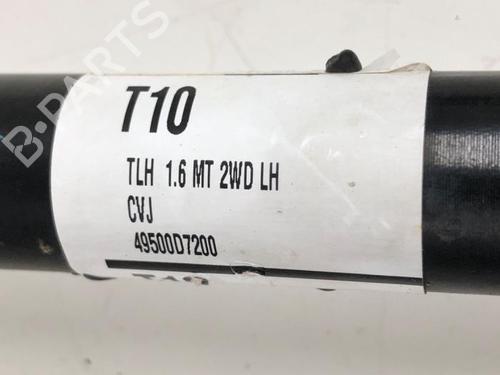 B-PARTS
T10
TLH 1.6 MT 2WD LH
CVJ
49500D7200